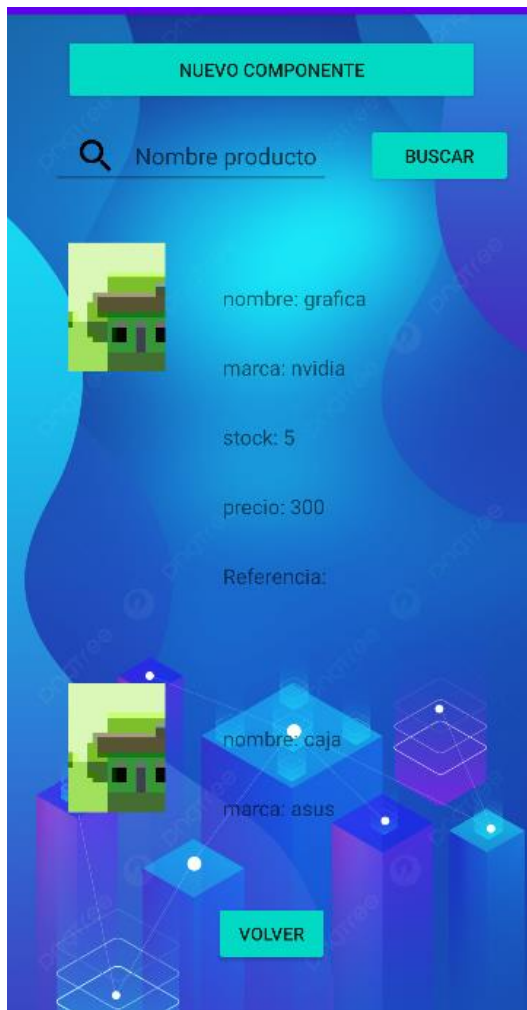 NUEVO COMPONENTE
Nombre producto
BUSCAR
nombre: grafica
marca: nvidia
stock: 5
precio: 300
Referencia:
nombre: caja
marca: asus
VOLVER
pngtree